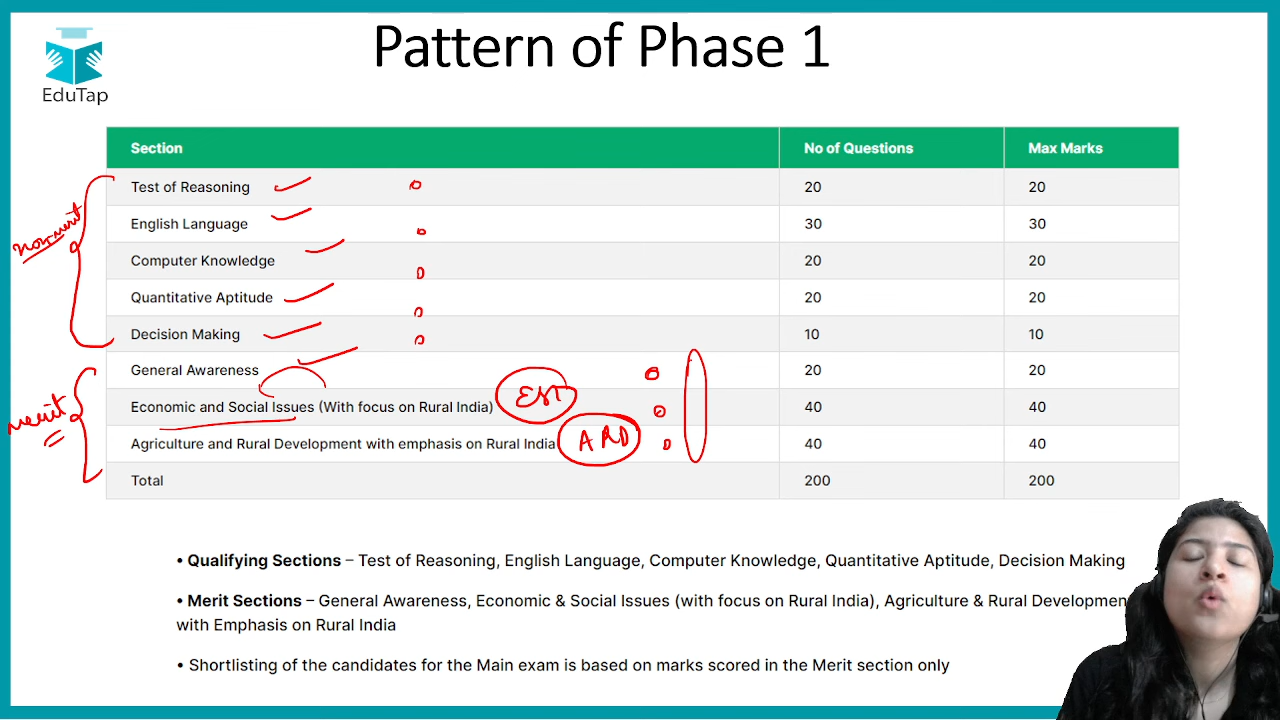 Pattern of Phase 1
EduTap
Section No of Questions Max Marks
Test of Reasoning 20 20
English Language 30 30
Computer Knowledge 20 20
Quantitative Aptitude 20 20
Decision Making 10 10
General Awareness 20 20
Economic and Social Issues (With focus on Rural India) ESI 40 40
Agriculture and Rural Development with emphasis on Rural India ARD 40 40
Total 200 200
non-merit
merit
• Qualifying Sections – Test of Reasoning, English Language, Computer Knowledge, Quantitative Aptitude, Decision Making
• Merit Sections – General Awareness, Economic & Social Issues (with focus on Rural India), Agriculture & Rural Developmen
with Emphasis on Rural India
• Shortlisting of the candidates for the Main exam is based on marks scored in the Merit section only